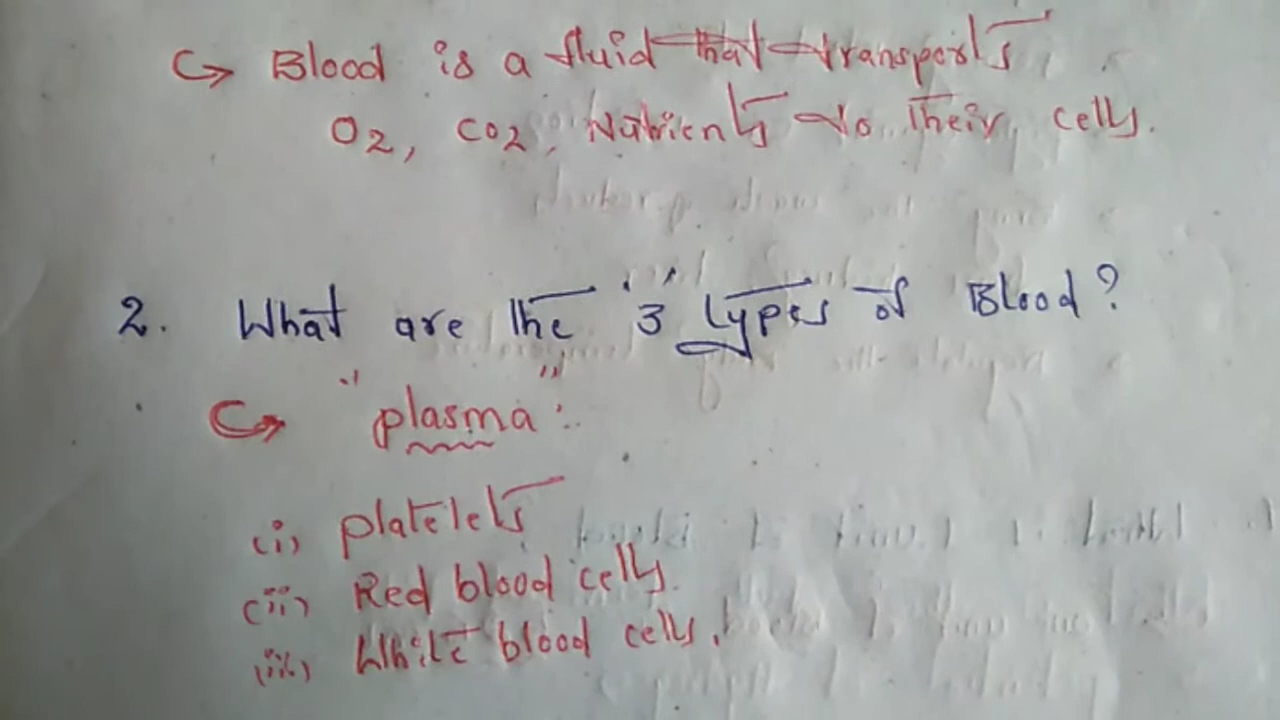 ↪ Blood is a fluid that transports
O2, CO2, Nutrients to their cells.
2. What are the "3" types of Blood?
↪ "plasma":
(i) platelets
(ii) Red blood cells.
(iii) White blood cells.